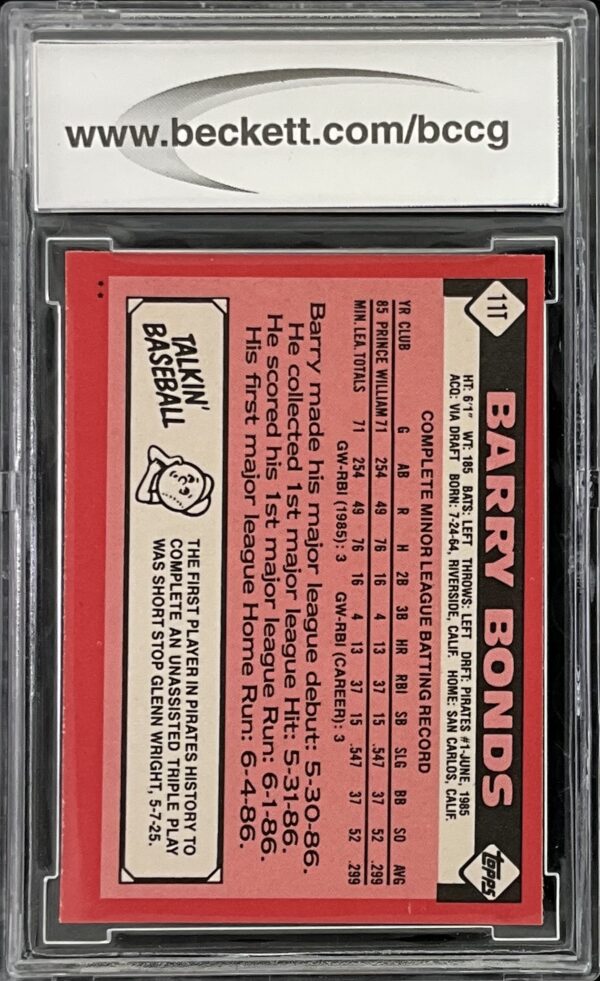 www.beckett.com/bccg
11T
BARRY BONDS
topps
HT: 6'1" WT: 185 BATS: LEFT THROWS: LEFT DRFT: PIRATES #1-JUNE, 1985
ACQ: VIA DRAFT BORN: 7-24-64, RIVERSIDE, CALIF. HOME: SAN CARLOS, CALIF.
COMPLETE MINOR LEAGUE BATTING RECORD
YR CLUB G AB R H 2B 3B HR RBI SB SLG BB SO AVG
85 PRINCE WILLIAM 71 254 49 76 16 4 13 37 15 .547 37 52 .299
MIN. LEA. TOTALS 71 254 49 76 16 4 13 37 15 .547 37 52 .299
GW-RBI (1985): 3 GW-RBI (CAREER): 3
Barry made his major league debut: 5-30-86.
He collected 1st major league Hit: 5-31-86.
He scored his 1st major league Run: 6-1-86.
His first major league Home Run: 6-4-86.
TALKIN'
BASEBALL
THE FIRST PLAYER IN PIRATES HISTORY TO
COMPLETE AN UNASSISTED TRIPLE PLAY
WAS SHORT STOP GLENN WRIGHT, 5-7-25.
**